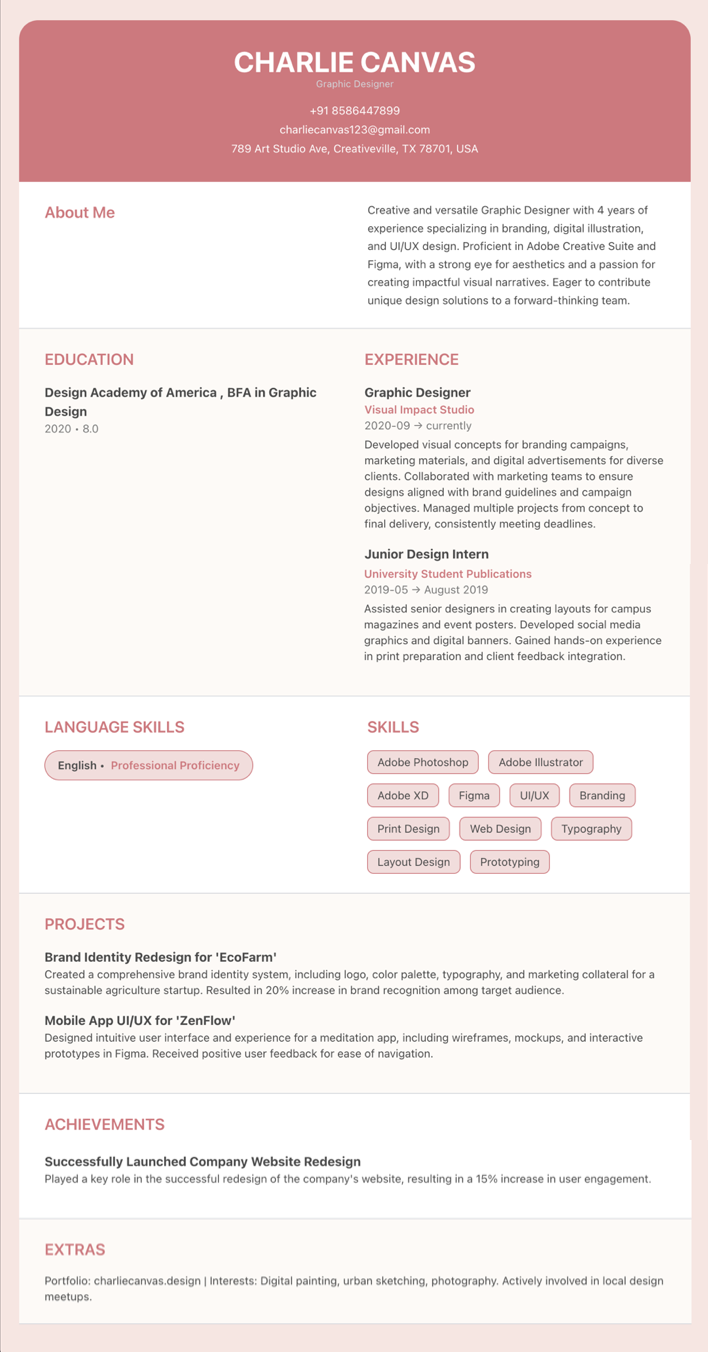 CHARLIE CANVAS
Graphic Designer
+91 8586447899
charliecanvas123@gmail.com
789 Art Studio Ave, Creativeville, TX 78701, USA
About Me
Creative and versatile Graphic Designer with 4 years of
experience specializing in branding, digital illustration,
and UI/UX design. Proficient in Adobe Creative Suite and
Figma, with a strong eye for aesthetics and a passion for
creating impactful visual narratives. Eager to contribute
unique design solutions to a forward-thinking team.
EDUCATION
Design Academy of America , BFA in Graphic
Design
2020 • 8.0
EXPERIENCE
Graphic Designer
Visual Impact Studio
2020-09 → currently
Developed visual concepts for branding campaigns,
marketing materials, and digital advertisements for diverse
clients. Collaborated with marketing teams to ensure
designs aligned with brand guidelines and campaign
objectives. Managed multiple projects from concept to
final delivery, consistently meeting deadlines.
Junior Design Intern
University Student Publications
2019-05 → August 2019
Assisted senior designers in creating layouts for campus
magazines and event posters. Developed social media
graphics and digital banners. Gained hands-on experience
in print preparation and client feedback integration.
LANGUAGE SKILLS
English • Professional Proficiency
SKILLS
Adobe Photoshop Adobe Illustrator
Adobe XD Figma UI/UX Branding
Print Design Web Design Typography
Layout Design Prototyping
PROJECTS
Brand Identity Redesign for 'EcoFarm'
Created a comprehensive brand identity system, including logo, color palette, typography, and marketing collateral for a
sustainable agriculture startup. Resulted in 20% increase in brand recognition among target audience.
Mobile App UI/UX for 'ZenFlow'
Designed intuitive user interface and experience for a meditation app, including wireframes, mockups, and interactive
prototypes in Figma. Received positive user feedback for ease of navigation.
ACHIEVEMENTS
Successfully Launched Company Website Redesign
Played a key role in the successful redesign of the company's website, resulting in a 15% increase in user engagement.
EXTRAS
Portfolio: charliecanvas.design | Interests: Digital painting, urban sketching, photography. Actively involved in local design
meetups.